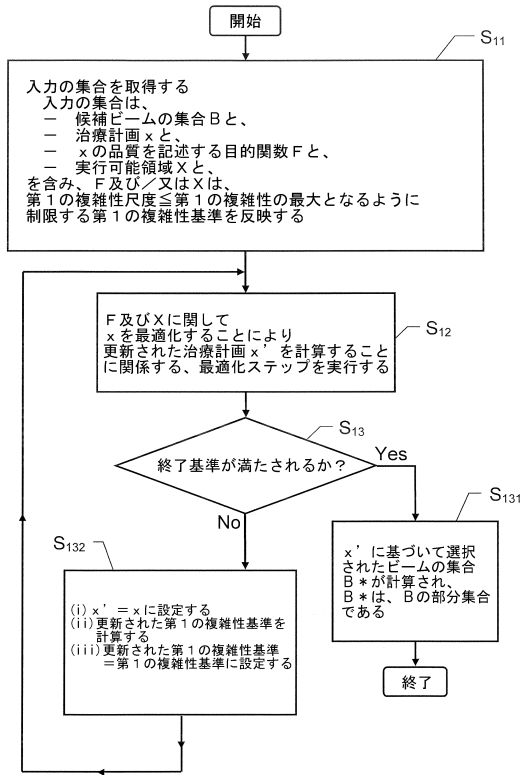 開始
S11
入力の集合を取得する
入力の集合は、
－ 候補ビームの集合Bと、
－ 治療計画xと、
－ xの品質を記述する目的関数Fと、
－ 実行可能領域Xと、
を含み、F及び／又はXは、
第1の複雑性尺度≦第1の複雑性の最大となるように
制限する第1の複雑性基準を反映する
F及びXに関して
xを最適化することにより
更新された治療計画x’を計算すること
に関係する、最適化ステップを実行する
S12
終了基準が満たされるか？
S13
Yes
No
S131
x’に基づいて選択
されたビームの集合
B＊が計算され、
B＊は、Bの部分集合
である
終了
S132
(i) x’＝xに設定する
(ii)更新された第1の複雑性基準を
計算する
(iii)更新された第1の複雑性基準
＝第1の複雑性基準に設定する